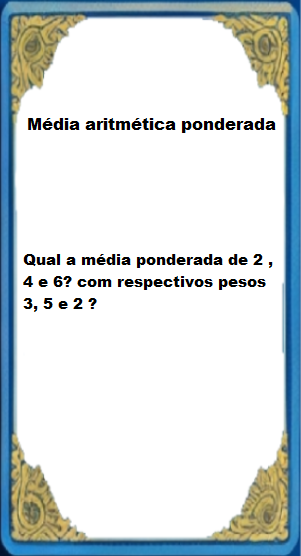 Média aritmética ponderada
Qual a média ponderada de 2 ,
4 e 6? com respectivos pesos
3, 5 e 2 ?